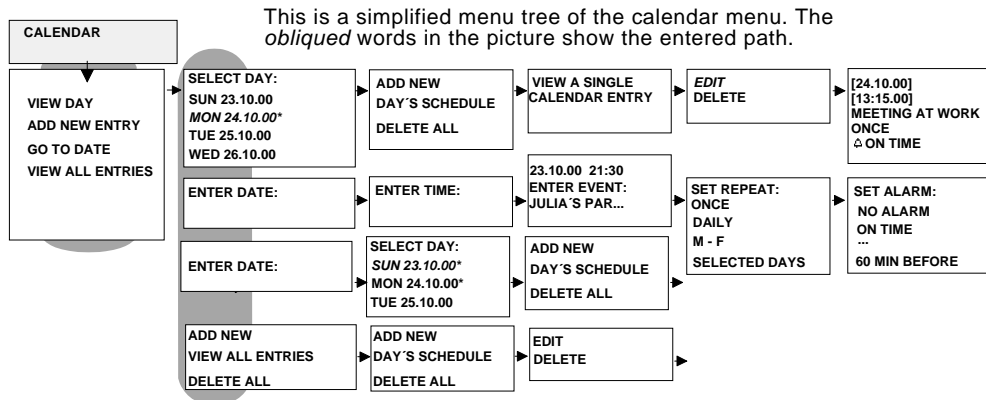 This is a simplified menu tree of the calendar menu. The
obliqued words in the picture show the entered path.
CALENDAR
VIEW DAY
ADD NEW ENTRY
GO TO DATE
VIEW ALL ENTRIES
SELECT DAY:
SUN 23.10.00
MON 24.10.00*
TUE 25.10.00
WED 26.10.00
ADD NEW
DAY´S SCHEDULE
DELETE ALL
VIEW A SINGLE
CALENDAR ENTRY
EDIT
DELETE
[24.10.00]
[13:15.00]
MEETING AT WORK
ONCE
ON TIME
ENTER DATE:
ENTER TIME:
23.10.00 21:30
ENTER EVENT:
JULIA´S PAR...
SET REPEAT:
ONCE
DAILY
M - F
SELECTED DAYS
SET ALARM:
NO ALARM
ON TIME
...
60 MIN BEFORE
ENTER DATE:
SELECT DAY:
SUN 23.10.00*
MON 24.10.00*
TUE 25.10.00
ADD NEW
DAY´S SCHEDULE
DELETE ALL
ADD NEW
VIEW ALL ENTRIES
DELETE ALL
ADD NEW
DAY´S SCHEDULE
DELETE ALL
EDIT
DELETE